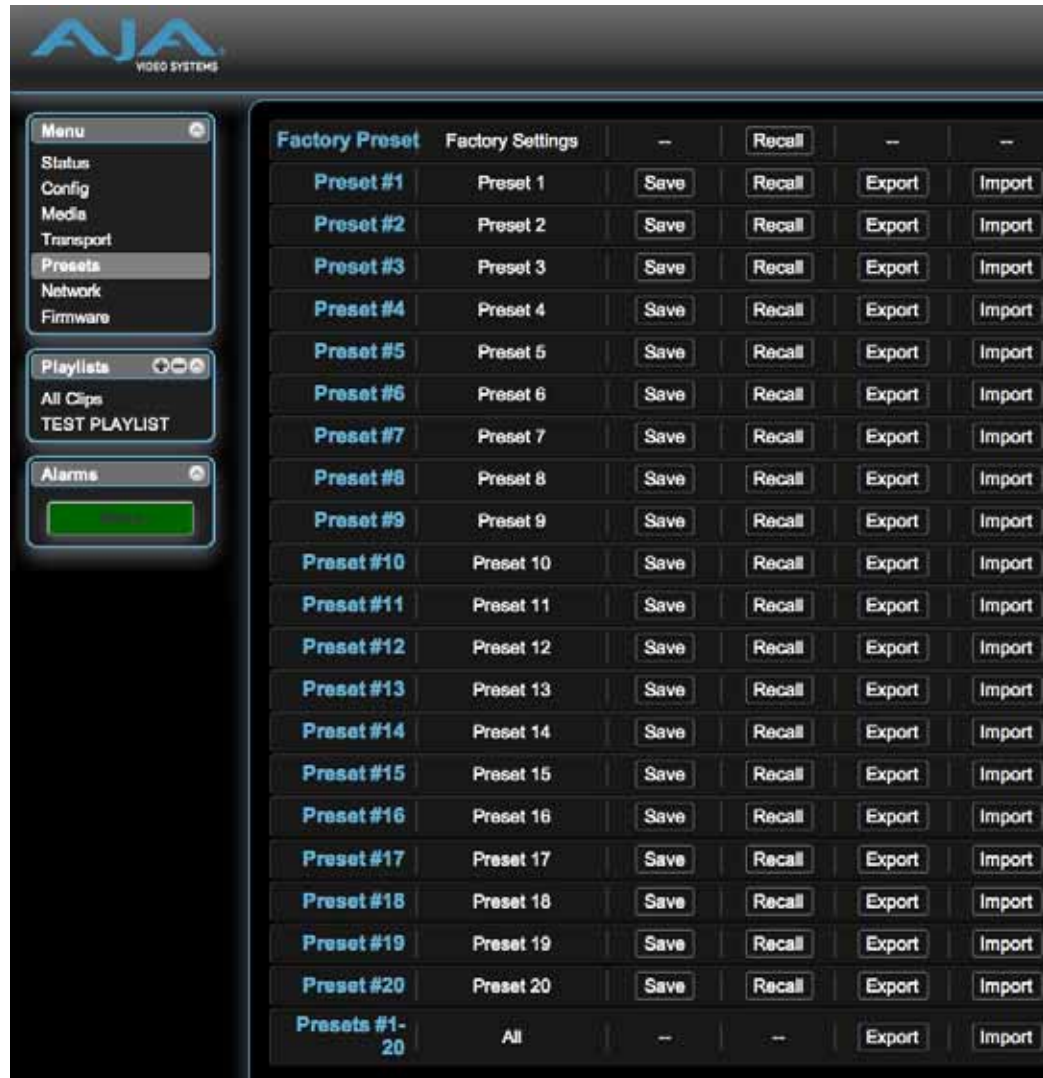 AJA
VIDEO SYSTEMS
Menu
Status
Config
Media
Transport
Presets
Network
Firmware
Playlists
All Clips
TEST PLAYLIST
Alarms
Factory Preset Factory Settings -- Recall -- --
Preset #1 Preset 1 Save Recall Export Import
Preset #2 Preset 2 Save Recall Export Import
Preset #3 Preset 3 Save Recall Export Import
Preset #4 Preset 4 Save Recall Export Import
Preset #5 Preset 5 Save Recall Export Import
Preset #6 Preset 6 Save Recall Export Import
Preset #7 Preset 7 Save Recall Export Import
Preset #8 Preset 8 Save Recall Export Import
Preset #9 Preset 9 Save Recall Export Import
Preset #10 Preset 10 Save Recall Export Import
Preset #11 Preset 11 Save Recall Export Import
Preset #12 Preset 12 Save Recall Export Import
Preset #13 Preset 13 Save Recall Export Import
Preset #14 Preset 14 Save Recall Export Import
Preset #15 Preset 15 Save Recall Export Import
Preset #16 Preset 16 Save Recall Export Import
Preset #17 Preset 17 Save Recall Export Import
Preset #18 Preset 18 Save Recall Export Import
Preset #19 Preset 19 Save Recall Export Import
Preset #20 Preset 20 Save Recall Export Import
Presets #1-
20 All -- -- Export Import